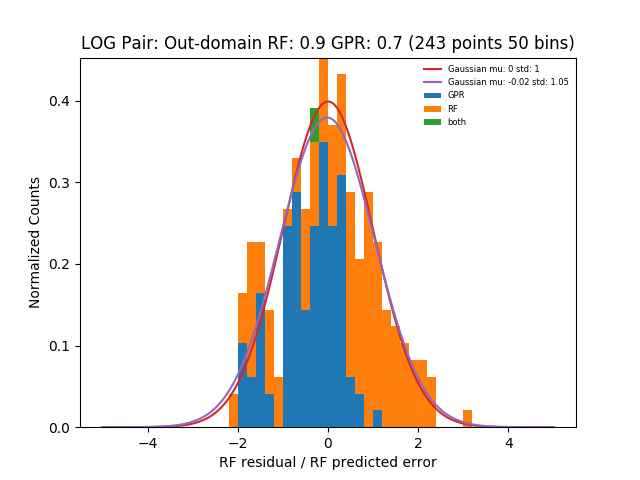 LOG Pair: Out-domain RF: 0.9 GPR: 0.7 (243 points 50 bins)
Gaussian mu: 0 std: 1
Gaussian mu: -0.02 std: 1.05
GPR
RF
both
Normalized Counts
0.4
0.3
0.2
0.1
0.0
−4 −2 0 2 4
RF residual / RF predicted error